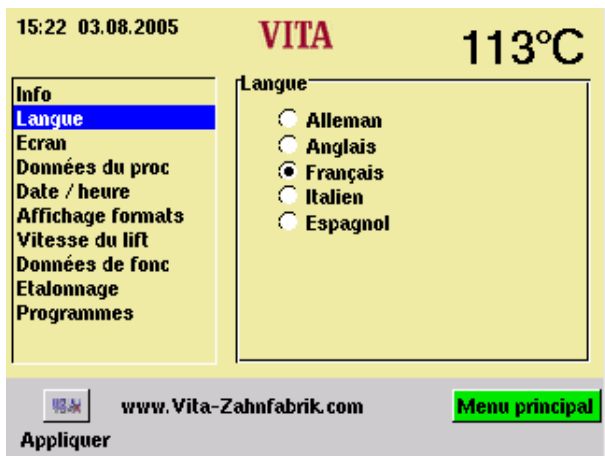 15:22 03.08.2005
VITA
113°C
Info
Langue
Ecran
Données du proc
Date / heure
Affichage formats
Vitesse du lift
Données de fonc
Etalonnage
Programmes
Langue
Alleman
Anglais
Français
Italien
Espagnol
www.Vita-Zahnfabrik.com
Menu principal
Appliquer